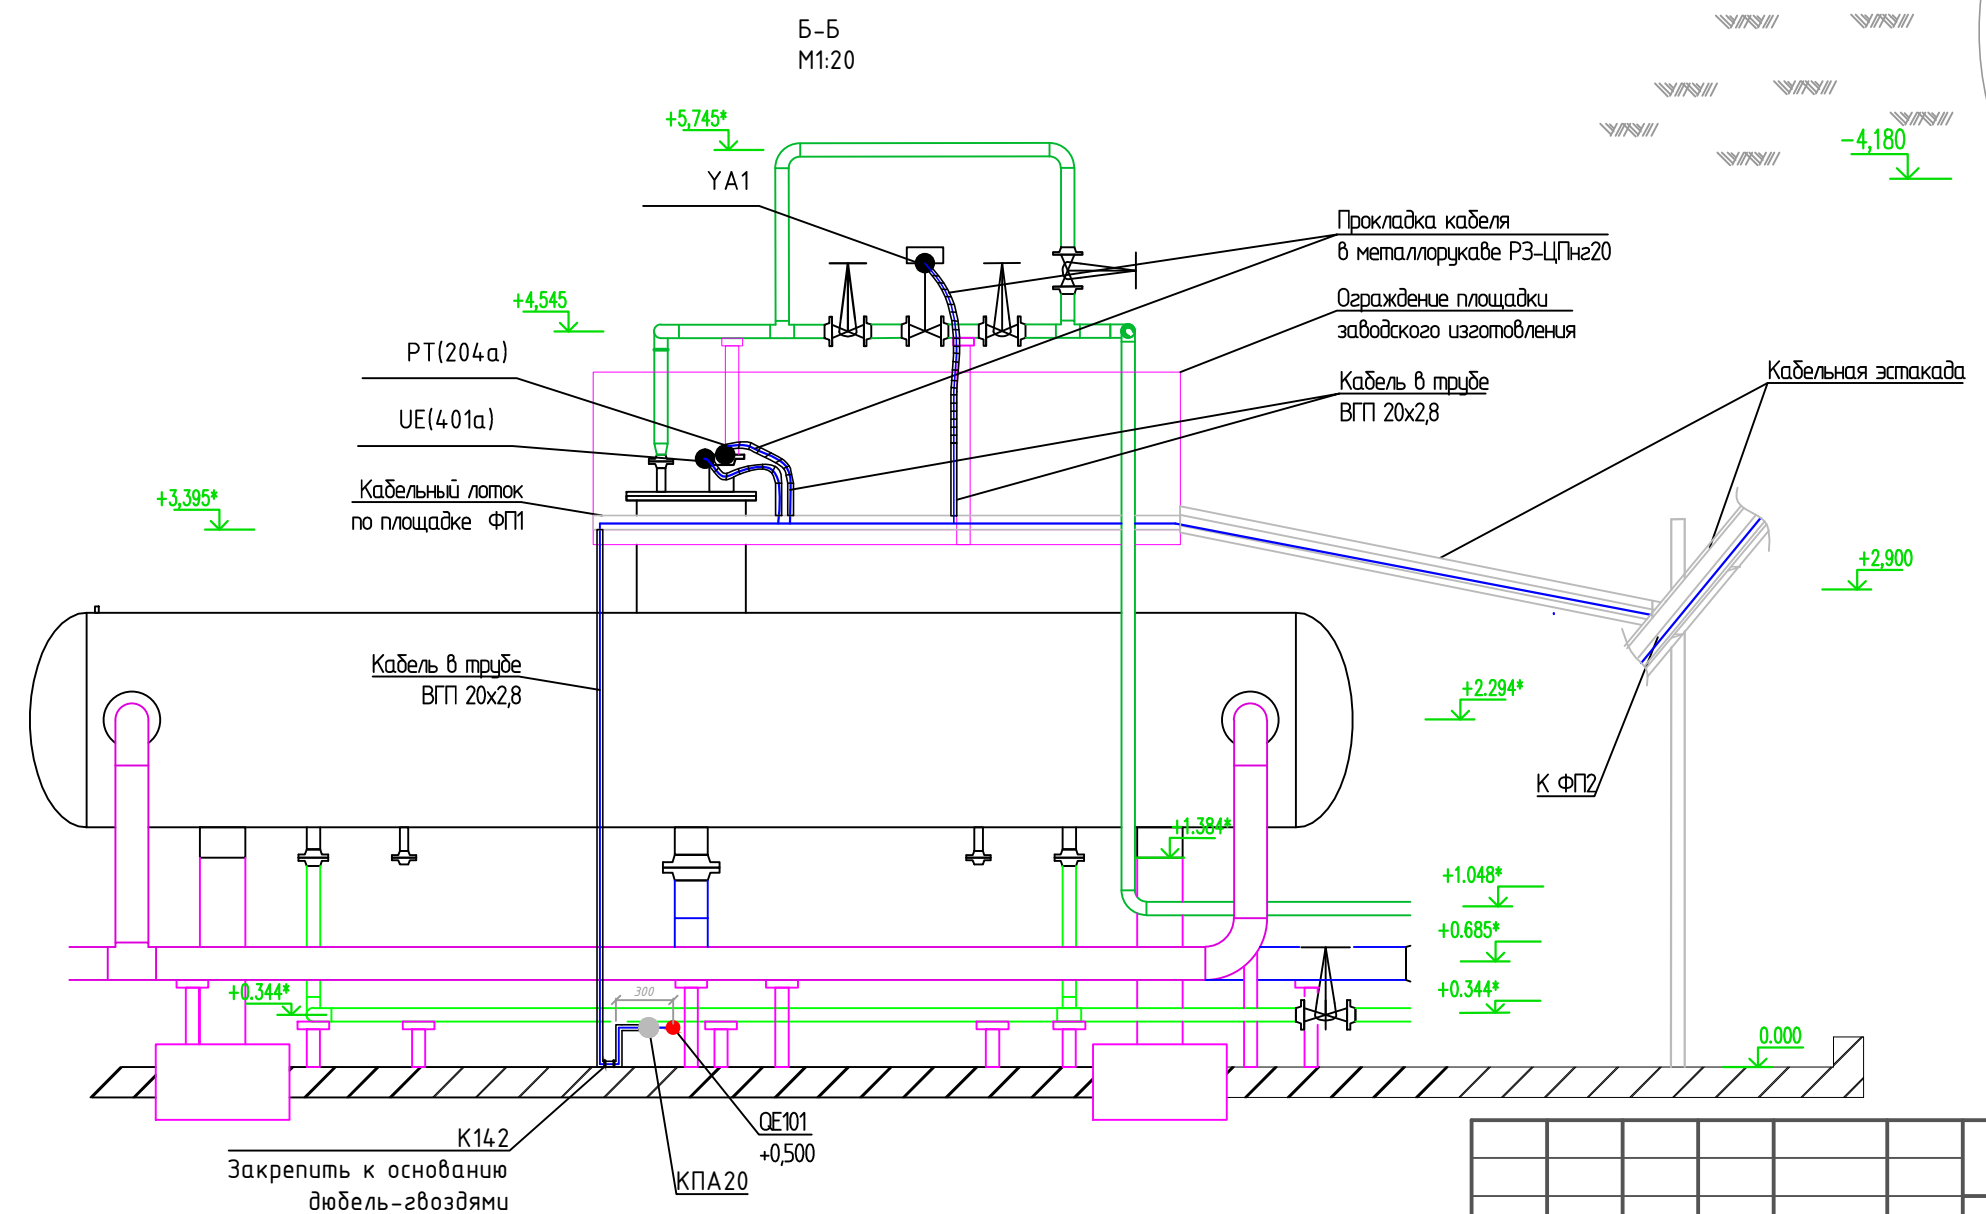 Б-Б
М1:20
+5,745*
-4,180
YA1
Прокладка кабеля
в металлорукаве РЗ-ЦПнг20
+4,545
Ограждение площадки
заводского изготовления
PT(204a)
Кабельная эстакада
Кабель в трубе
ВГП 20х2,8
UE(401a)
Кабельный лоток
по площадке ФП1
+3,395*
+2,900
Кабель в трубе
ВГП 20х2,8
+2.294*
К ФП2
+1.384*
+1.048*
+0.685*
+0.344*
300
+0.344*
0.000
QE101
+0,500
К142
Закрепить к основанию
дюбель-гвоздями
КПА20